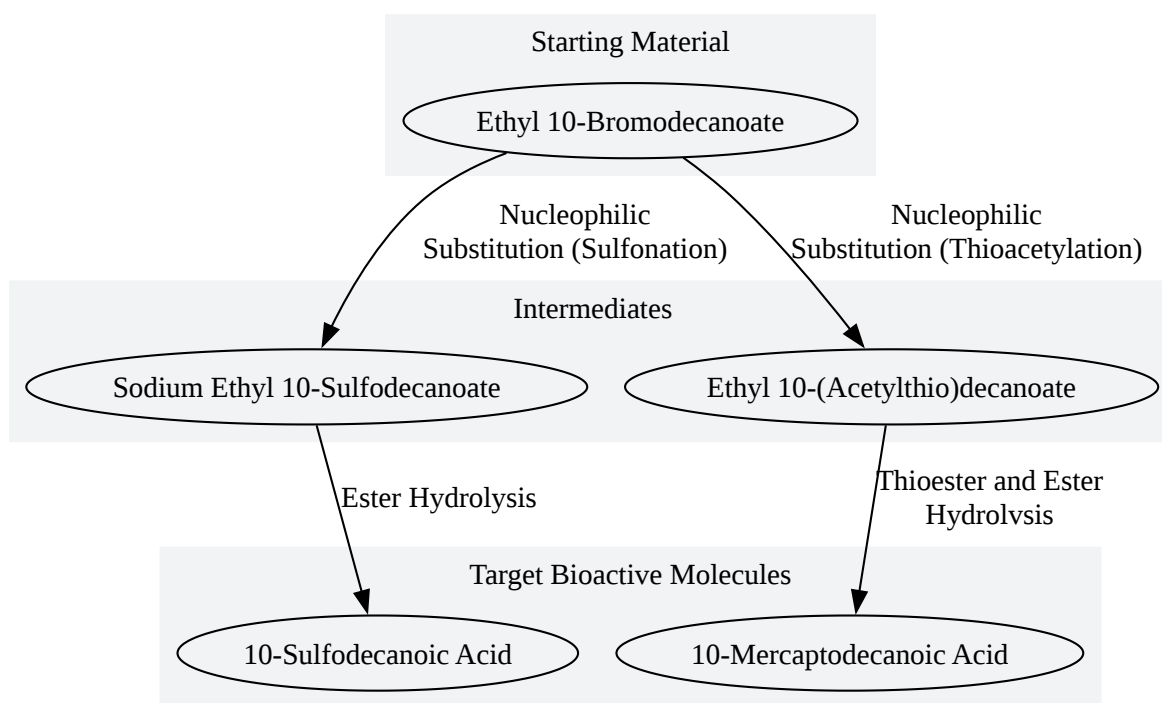 Starting Material
Ethyl 10-Bromodecanoate
Nucleophilic
Substitution (Sulfonation)
Nucleophilic
Substitution (Thioacetylation)
Intermediates
Sodium Ethyl 10-Sulfodecanoate
Ethyl 10-(Acetylthio)decanoate
Ester Hydrolysis
Thioester and Ester
Hydrolysis
Target Bioactive Molecules
10-Sulfodecanoic Acid
10-Mercaptodecanoic Acid